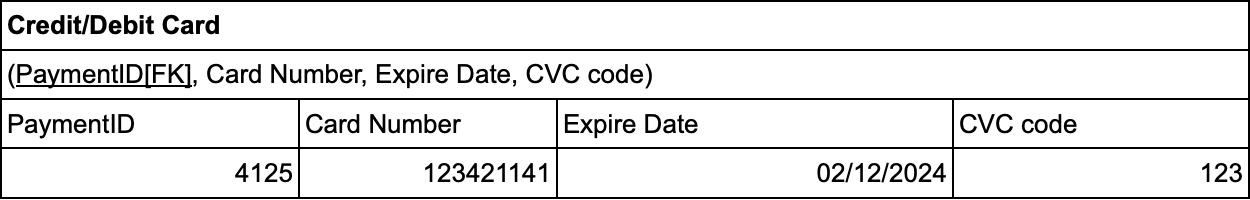 Credit/Debit Card
(PaymentID[FK], Card Number, Expire Date, CVC code)
PaymentID Card Number Expire Date CVC code
4125 123421141 02/12/2024 123